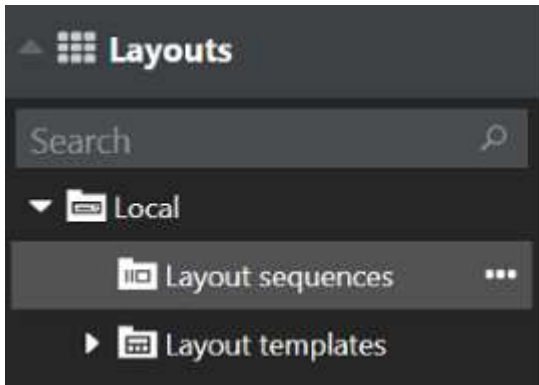 Layouts
Search
Local
Layout sequences
Layout templates